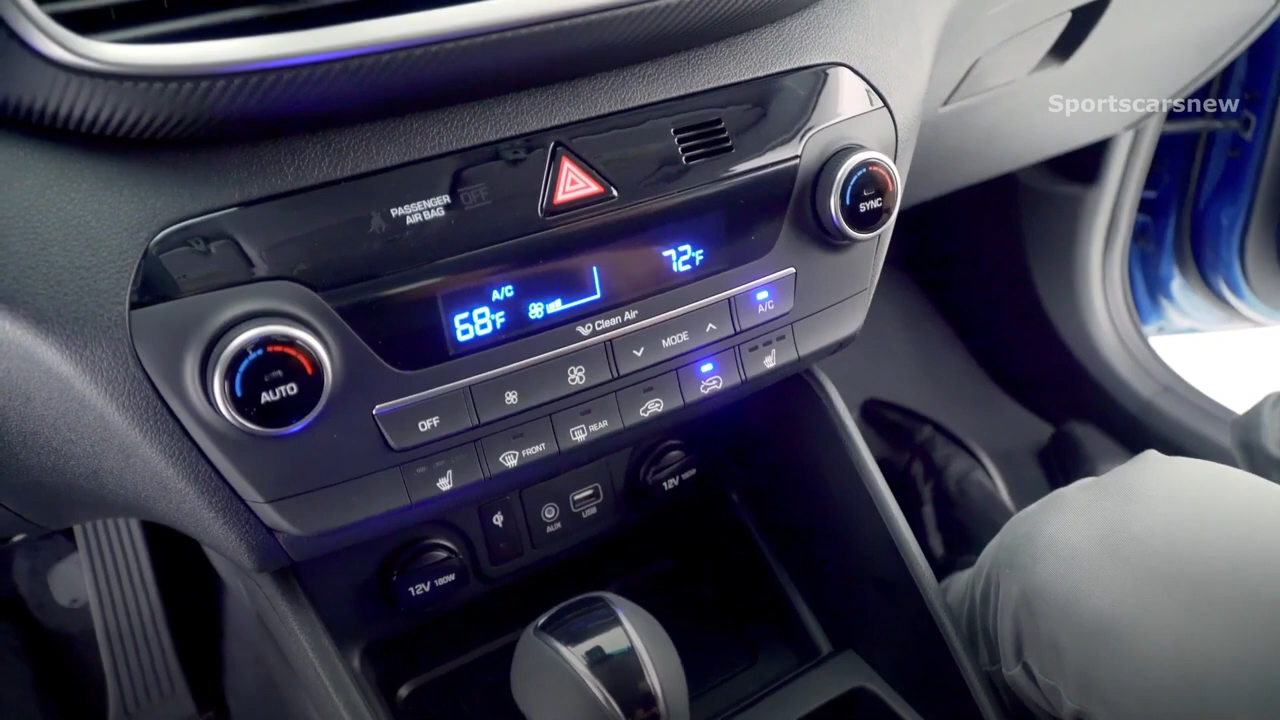 Sportscarsnew
PASSENGER
AIR BAG
OFF
SYNC
A/C
68°F
72°F
Clean Air
AUTO
OFF
MODE
A/C
FRONT
REAR
AUX
USB
12V 180W
12V 180W